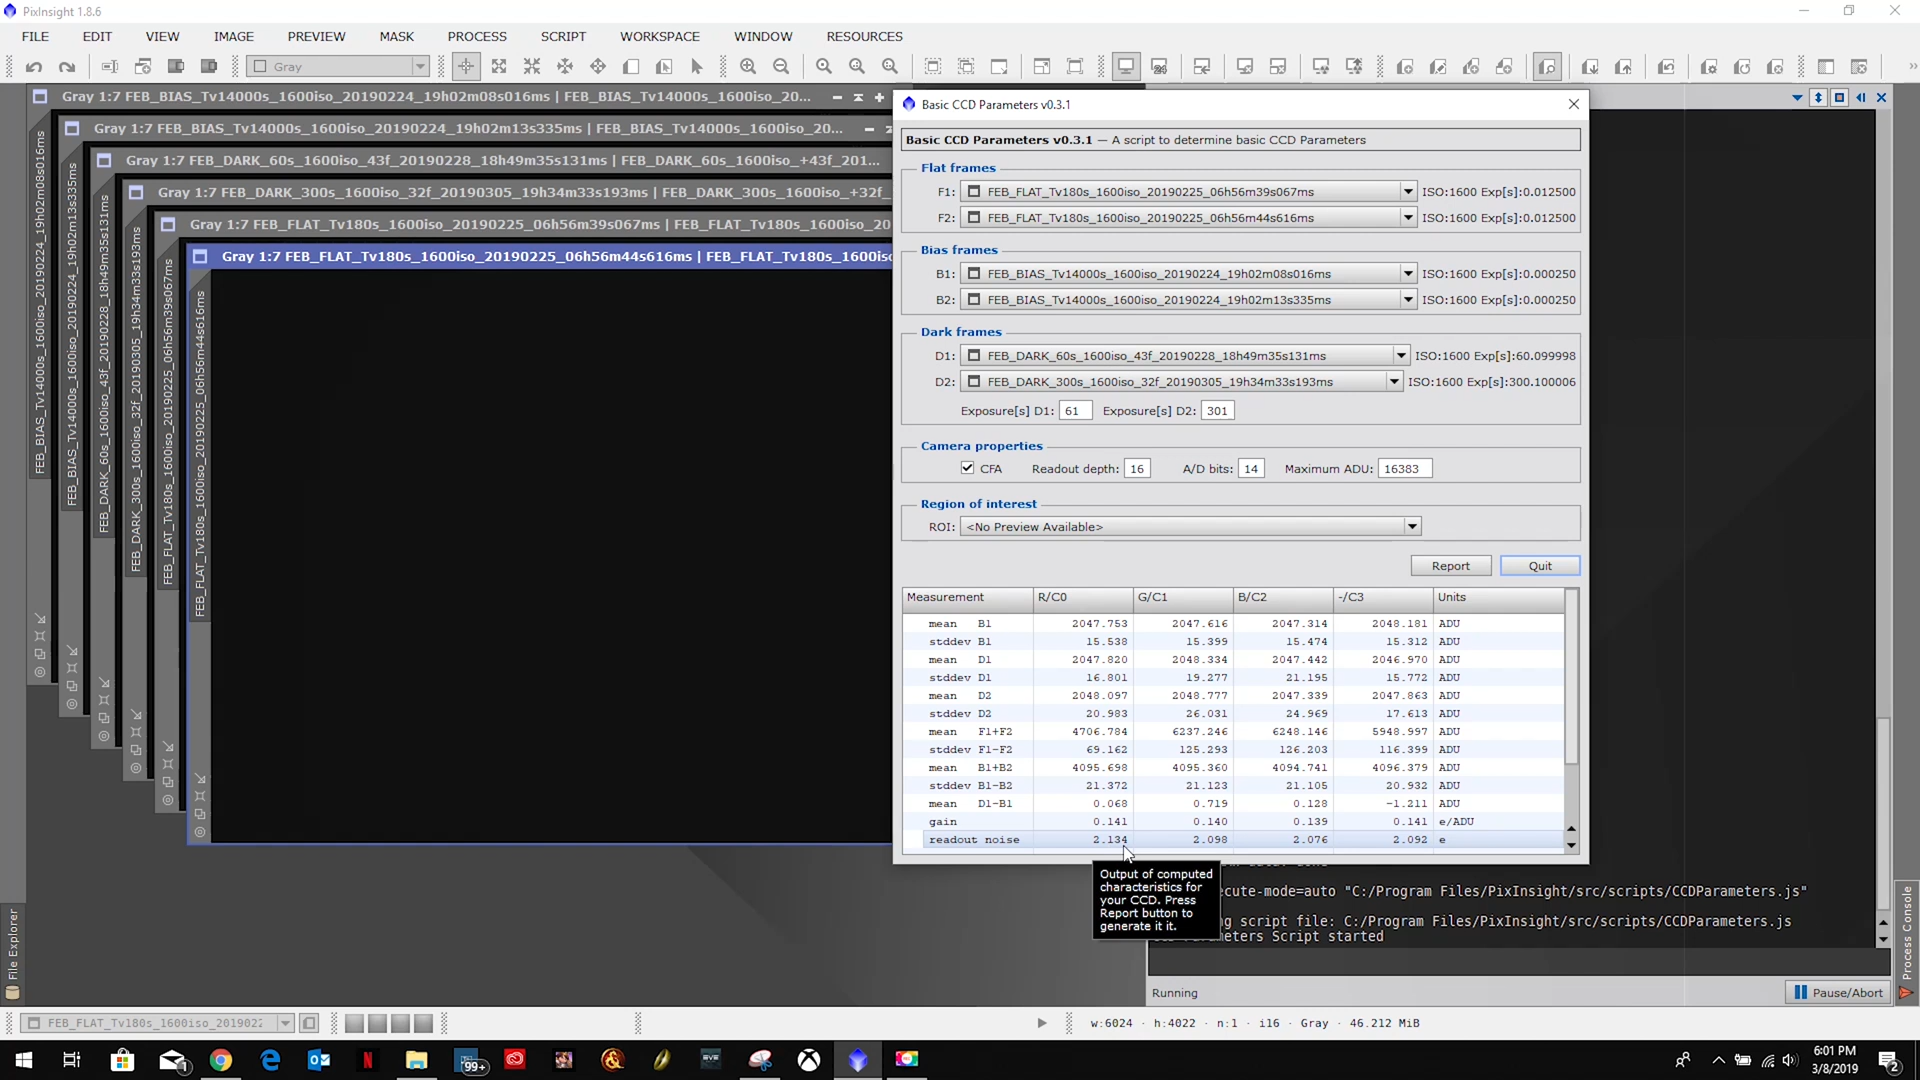 PixInsight 1.8.6
FILE EDIT VIEW IMAGE PREVIEW MASK PROCESS SCRIPT WORKSPACE WINDOW RESOURCES
Gray
Gray 1:7 FEB_BIAS_Tv14000s_1600iso_20190224_19h02m08s016ms | FEB_BIAS_Tv14000s_1600iso_20...
Gray 1:7 FEB_BIAS_Tv14000s_1600iso_20190224_19h02m13s335ms | FEB_BIAS_Tv14000s_1600iso_20...
Gray 1:7 FEB_DARK_60s_1600iso_43f_20190228_18h49m35s131ms | FEB_DARK_60s_1600iso_+43f_201...
Gray 1:7 FEB_DARK_300s_1600iso_32f_20190305_19h34m33s193ms | FEB_DARK_300s_1600iso_+32f_
Gray 1:7 FEB_FLAT_Tv180s_1600iso_20190225_06h56m39s067ms | FEB_FLAT_Tv180s_1600iso_20
Gray 1:7 FEB_FLAT_Tv180s_1600iso_20190225_06h56m44s616ms | FEB_FLAT_Tv180s_1600iso
FEB_BIAS_Tv14000s_1600iso_20190224_19h02m08s016ms
FEB_BIAS_Tv14000s_1600iso_20190224_19h02m13s335ms
FEB_DARK_60s_1600iso_43f_20190228_18h49m35s131ms
FEB_DARK_300s_1600iso_32f_20190305_19h34m33s193ms
FEB_FLAT_Tv180s_1600iso_20190225_06h56m39s067ms
FEB_FLAT_Tv180s_1600iso_20190225_06h56m44s616ms
Basic CCD Parameters v0.3.1
Basic CCD Parameters v0.3.1 — A script to determine basic CCD Parameters
Flat frames
F1: FEB_FLAT_Tv180s_1600iso_20190225_06h56m39s067ms ISO:1600 Exp[s]:0.012500
F2: FEB_FLAT_Tv180s_1600iso_20190225_06h56m44s616ms ISO:1600 Exp[s]:0.012500
Bias frames
B1: FEB_BIAS_Tv14000s_1600iso_20190224_19h02m08s016ms ISO:1600 Exp[s]:0.000250
B2: FEB_BIAS_Tv14000s_1600iso_20190224_19h02m13s335ms ISO:1600 Exp[s]:0.000250
Dark frames
D1: FEB_DARK_60s_1600iso_43f_20190228_18h49m35s131ms ISO:1600 Exp[s]:60.099998
D2: FEB_DARK_300s_1600iso_32f_20190305_19h34m33s193ms ISO:1600 Exp[s]:300.100006
Exposure[s] D1: 61 Exposure[s] D2: 301
Camera properties
CFA Readout depth: 16 A/D bits: 14 Maximum ADU: 16383
Region of interest
ROI: <No Preview Available>
Report Quit
Measurement R/C0 G/C1 B/C2 -/C3 Units
mean B1 2047.753 2047.616 2047.314 2048.181 ADU
stddev B1 15.538 15.399 15.474 15.312 ADU
mean D1 2047.820 2048.334 2047.442 2046.970 ADU
stddev D1 16.801 19.277 21.195 15.772 ADU
mean D2 2048.097 2048.777 2047.339 2047.863 ADU
stddev D2 20.983 26.031 24.969 17.613 ADU
mean F1+F2 4706.784 6237.246 6248.146 5948.997 ADU
stddev F1-F2 69.162 125.293 126.203 116.399 ADU
mean B1+B2 4095.698 4095.360 4094.741 4096.379 ADU
stddev B1-B2 21.372 21.123 21.105 20.932 ADU
mean D1-B1 0.068 0.719 0.128 -1.211 ADU
gain 0.141 0.140 0.139 0.141 e/ADU
readout noise 2.134 2.098 2.076 2.092 e
Output of computed
characteristics for
your CCD. Press
Report button to
generate it it.
cute-mode=auto "C:/Program Files/PixInsight/src/scripts/CCDParameters.js"
g script file: C:/Program Files/PixInsight/src/scripts/CCDParameters.js
eters Script started
Running
Pause/Abort
File Explorer
Process Console
FEB_FLAT_Tv180s_1600iso_201902
w:6024 · h:4022 · n:1 · i16 · Gray · 46.212 MiB
1
99+
6:01 PM
3/8/2019
2